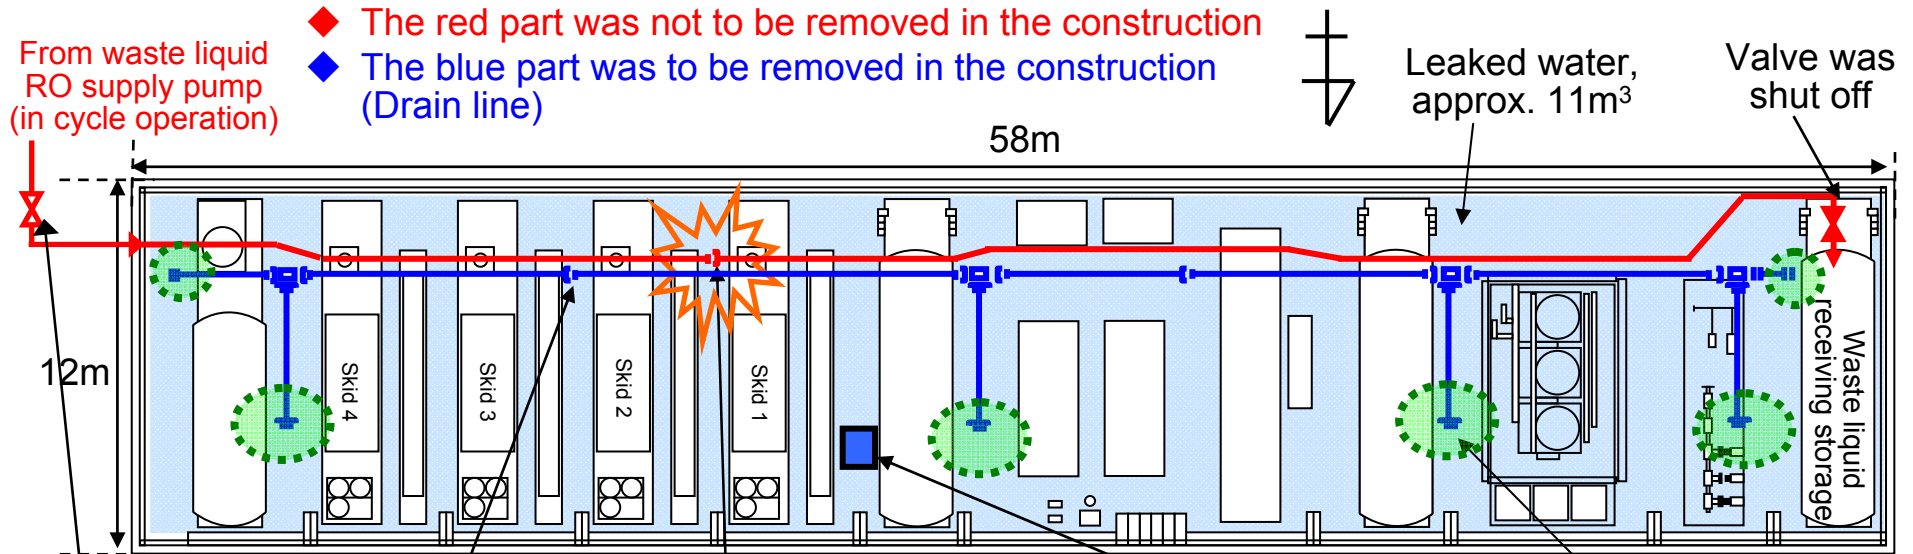 ◆ The red part was not to be removed in the construction
◆ The blue part was to be removed in the construction
(Drain line)
From waste liquid
RO supply pump
(in cycle operation)
Leaked water,
approx. 11m³
Valve was
shut off
58m
12m
Skid 4
Skid 3
Skid 2
Skid 1
Waste liquid
receiving storage